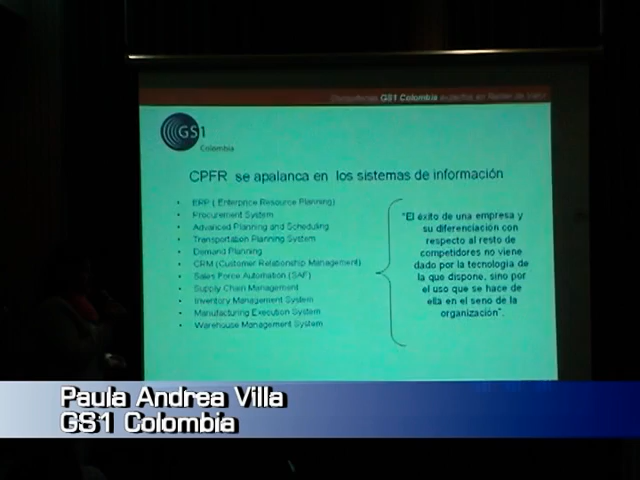 GS1 Colombia
GS1
Colombia
CPFR se apalanca en los sistemas de información
• ERP ( Enterprice Resource Planning)
• Procurement System
• Advanced Planning and Scheduling
• Transportation Planning System
• Demand Planning
• CRM (Customer Relationship Management)
• Sales Force Automation (SAF)
• Supply Chain Management
• Inventory Management System
• Manufacturing Execution System
• Warehouse Management System
"El éxito de una empresa y
su diferenciación con
respecto al resto de
competidores no viene
dado por la tecnología de
la que dispone, sino por
el uso que se hace de
ella en el seno de la
organización".
Paula Andrea Villa
GS1 Colombia